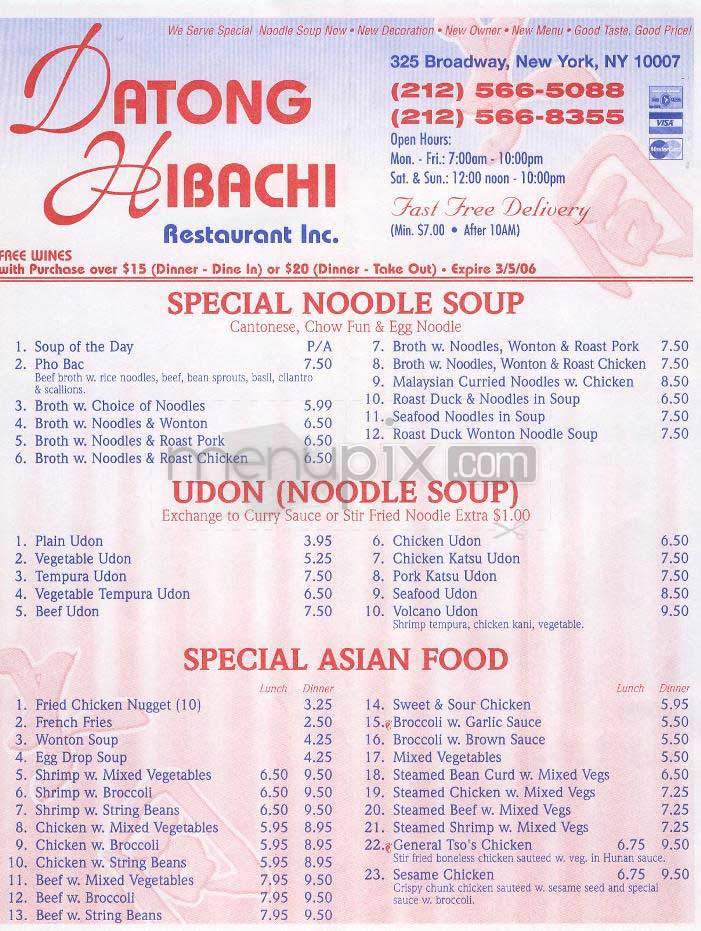 We Serve Special Noodle Soup Now • New Decoration • New Owner • New Menu • Good Taste, Good Price!
DATONG
HIBACHI
Restaurant Inc.
325 Broadway, New York, NY 10007
(212) 566-5088
(212) 566-8355
Open Hours:
Mon. - Fri.: 7:00am - 10:00pm
Sat. & Sun.: 12:00 noon - 10:00pm
Fast Free Delivery
(Min. $7.00 • After 10AM)
VISA
MasterCard
FREE WINES
with Purchase over $15 (Dinner - Dine In) or $20 (Dinner - Take Out) • Expire 3/5/06
SPECIAL NOODLE SOUP
Cantonese, Chow Fun & Egg Noodle
1. Soup of the Day P/A
2. Pho Bac 7.50
Beef broth w. rice noodles, beef, bean sprouts, basil, cilantro
& scallions.
3. Broth w. Choice of Noodles 5.99
4. Broth w. Noodles & Wonton 6.50
5. Broth w. Noodles & Roast Pork 6.50
6. Broth w. Noodles & Roast Chicken 6.50
7. Broth w. Noodles, Wonton & Roast Pork 7.50
8. Broth w. Noodles, Wonton & Roast Chicken 7.50
9. Malaysian Curried Noodles w. Chicken 8.50
10. Roast Duck & Noodles in Soup 6.50
11. Seafood Noodles in Soup 7.50
12. Roast Duck Wonton Noodle Soup 7.50
menupix.com
UDON (NOODLE SOUP)
Exchange to Curry Sauce or Stir Fried Noodle Extra $1.00
1. Plain Udon 3.95
2. Vegetable Udon 5.25
3. Tempura Udon 7.50
4. Vegetable Tempura Udon 6.50
5. Beef Udon 7.50
6. Chicken Udon 6.50
7. Chicken Katsu Udon 7.50
8. Pork Katsu Udon 7.50
9. Seafood Udon 8.50
10. Volcano Udon 9.50
Shrimp tempura, chicken kani, vegetable.
SPECIAL ASIAN FOOD
Lunch Dinner
1. Fried Chicken Nugget (10) 3.25
2. French Fries 2.50
3. Wonton Soup 4.25
4. Egg Drop Soup 4.25
5. Shrimp w. Mixed Vegetables 6.50 9.50
6. Shrimp w. Broccoli 6.50 9.50
7. Shrimp w. String Beans 6.50 9.50
8. Chicken w. Mixed Vegetables 5.95 8.95
9. Chicken w. Broccoli 5.95 8.95
10. Chicken w. String Beans 5.95 8.95
11. Beef w. Mixed Vegetables 7.95 9.50
12. Beef w. Broccoli 7.95 9.50
13. Beef w. String Beans 7.95 9.50
Lunch Dinner
14. Sweet & Sour Chicken 5.95
15. Broccoli w. Garlic Sauce 5.50
16. Broccoli w. Brown Sauce 5.50
17. Mixed Vegetables 5.50
18. Steamed Bean Curd w. Mixed Vegs 6.50
19. Steamed Chicken w. Mixed Vegs 7.25
20. Steamed Beef w. Mixed Vegs 7.25
21. Steamed Shrimp w. Mixed Vegs 7.25
22. General Tso's Chicken 6.75 9.50
Stir fried boneless chicken sauteed w. veg. in Hunan sauce.
23. Sesame Chicken 6.75 9.50
Crispy chunk chicken sauteed w. sesame seed and special
sauce w. broccoli.